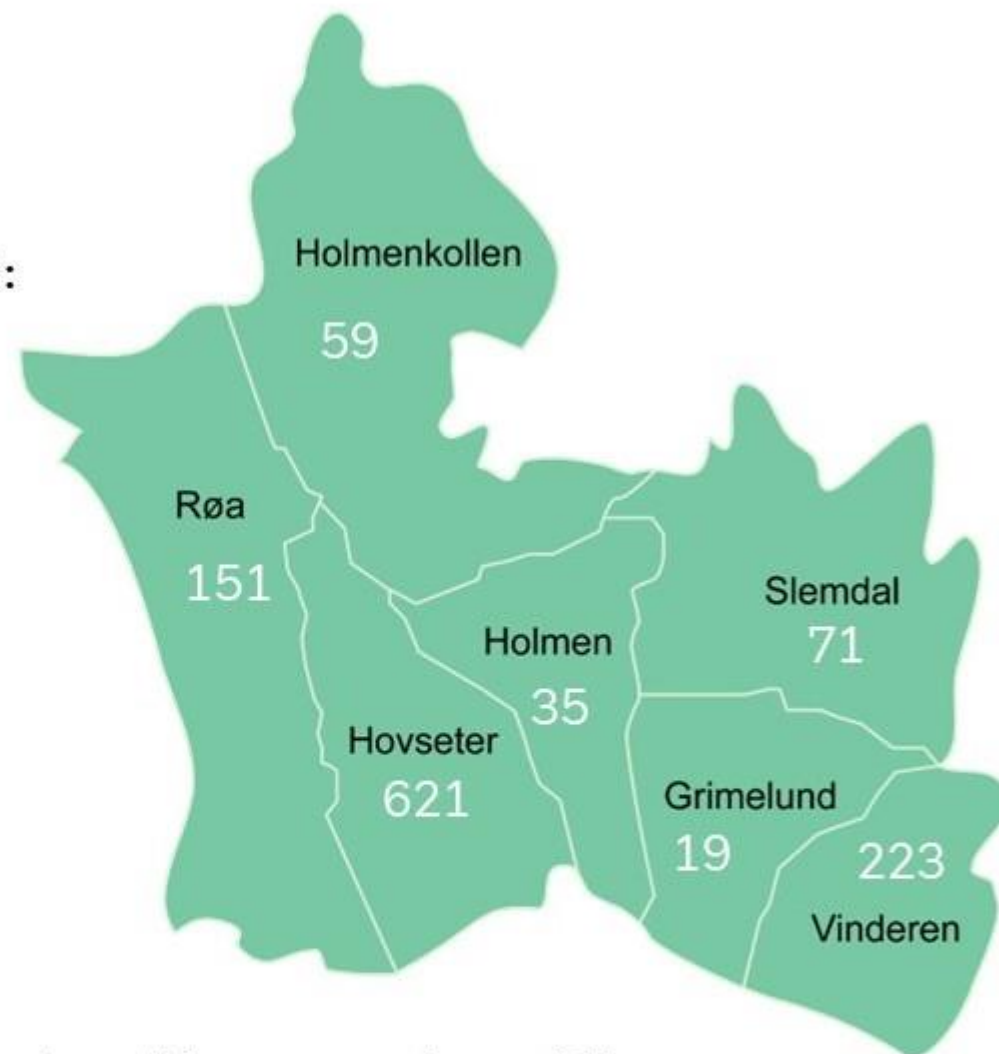 :
Holmenkollen
59
Røa
151
Slemdal
71
Holmen
35
Hovseter
621
Grimelund
19
223
Vinderen